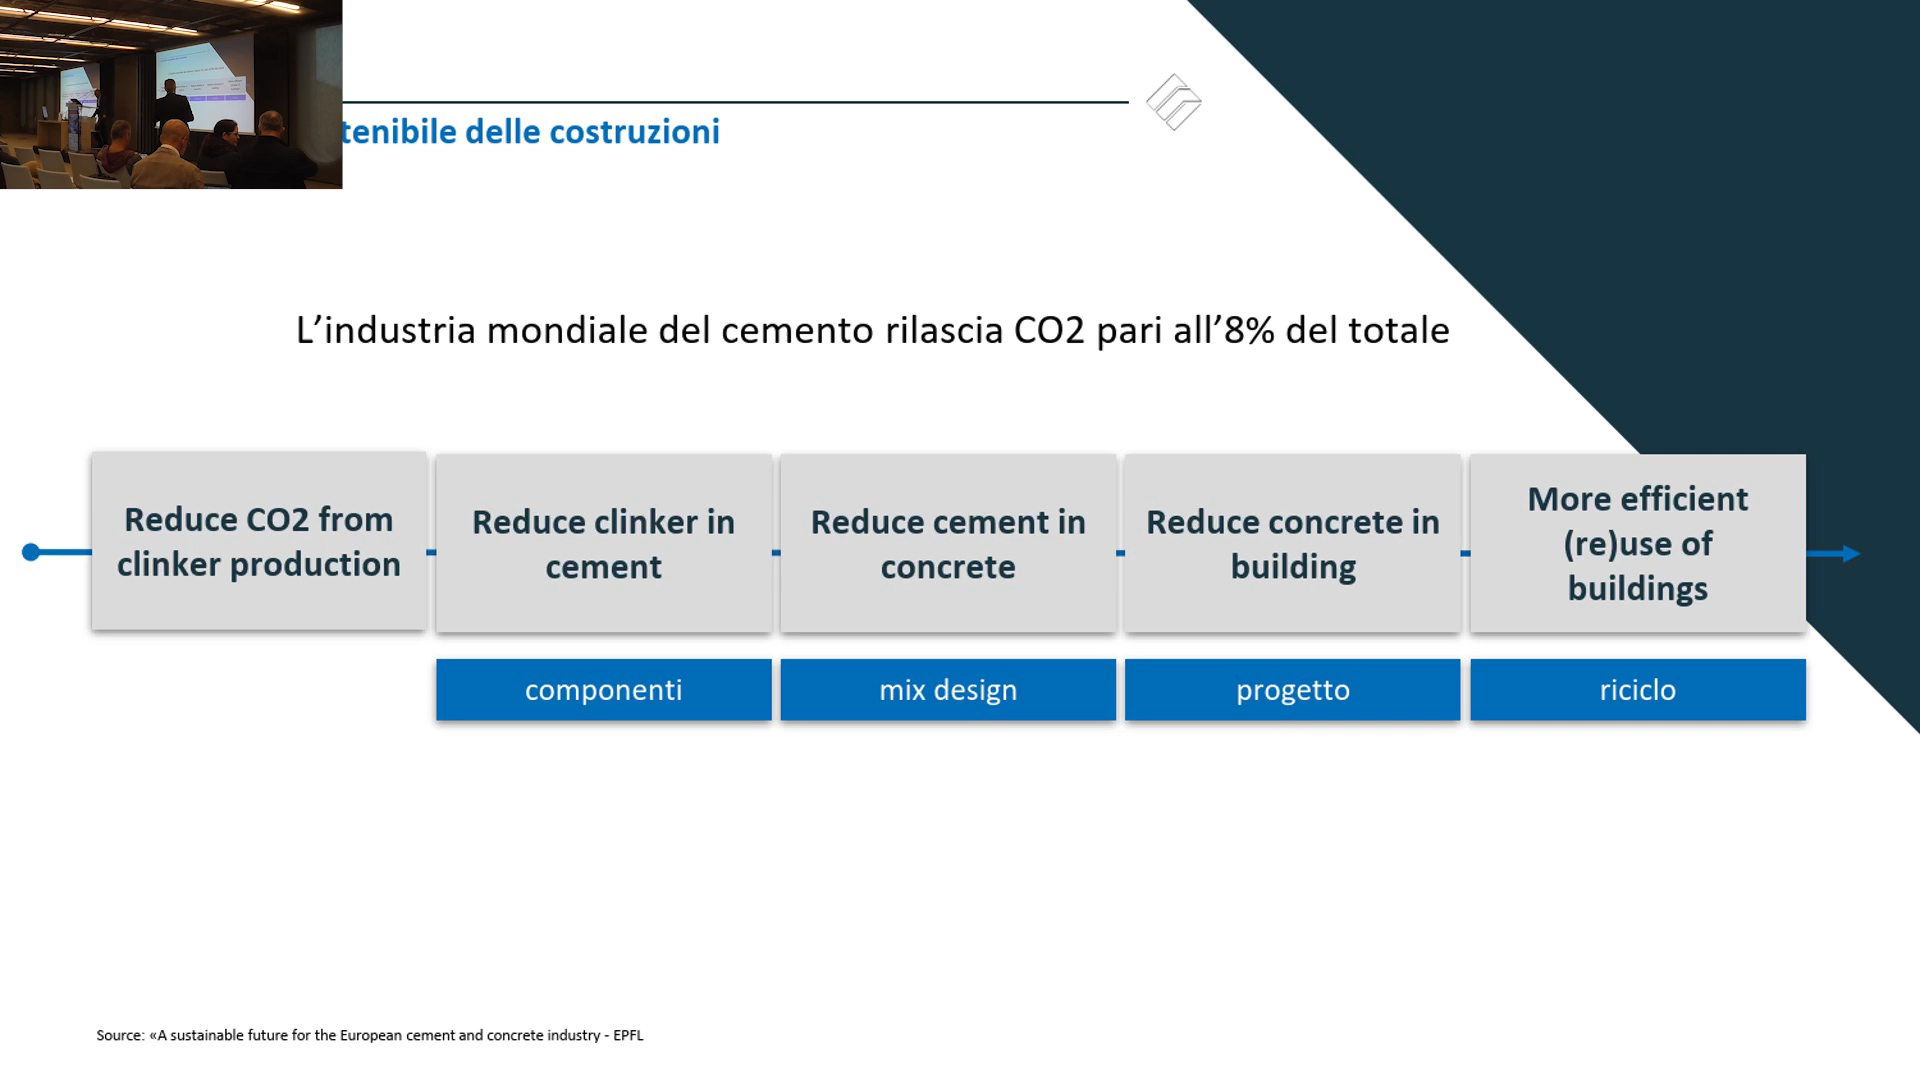 tenibile delle costruzioni
L’industria mondiale del cemento rilascia CO2 pari all’8% del totale
Reduce CO2 from
clinker production
Reduce clinker in
cement
Reduce cement in
concrete
Reduce concrete in
building
More efficient
(re)use of
buildings
componenti
mix design
progetto
riciclo
Source: «A sustainable future for the European cement and concrete industry - EPFL